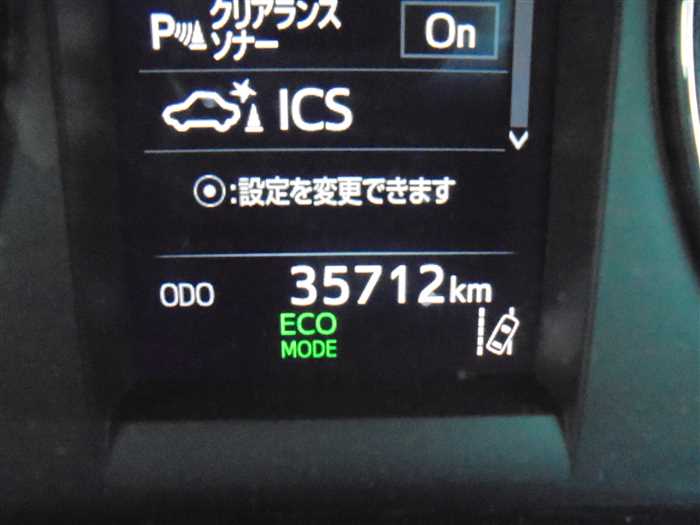 P クリアランス
ソナー
On
ICS
:設定を変更できます
ODO 35712km
ECO
MODE